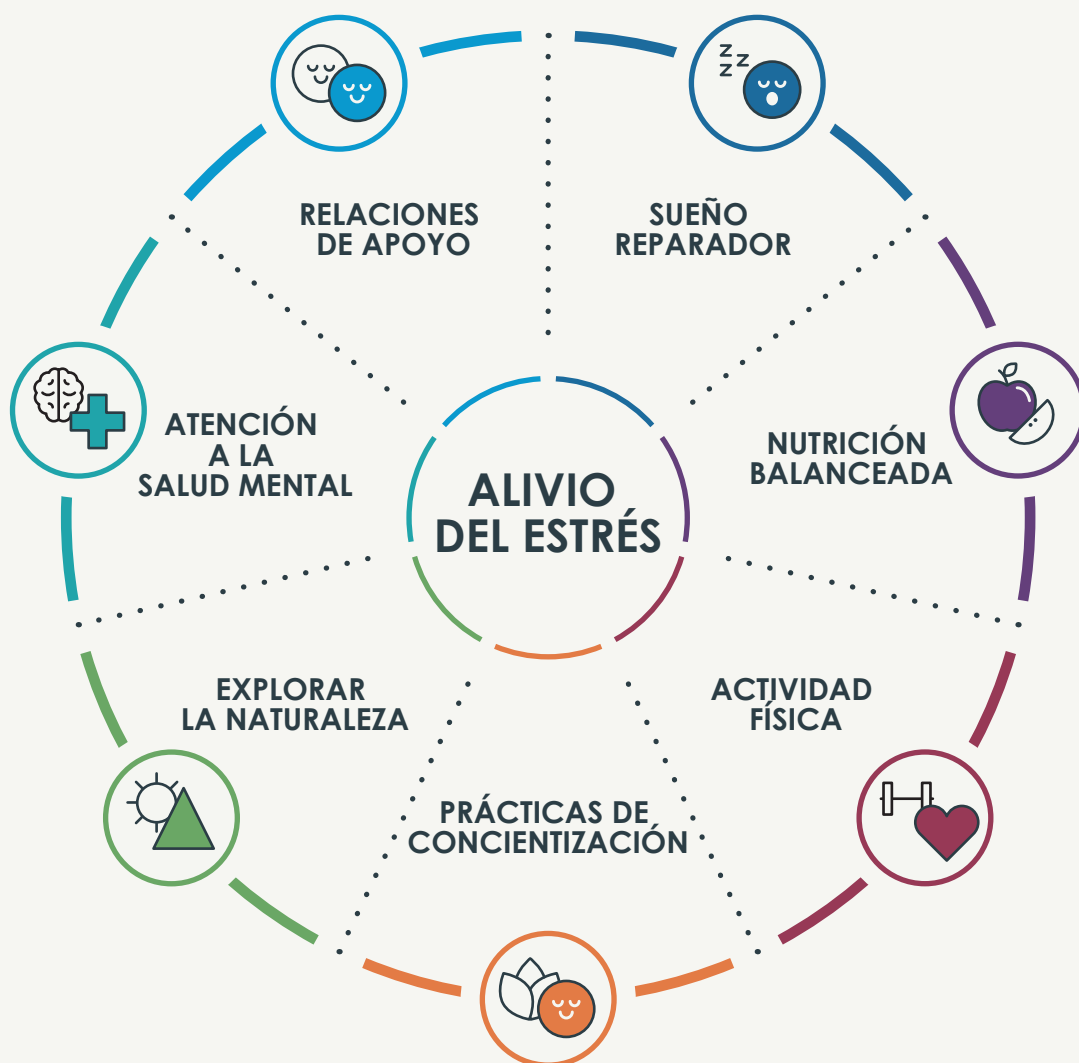 RELACIONES
DE APOYO
Z
Z
Z
SUEÑO
REPARADOR
ATENCIÓN
A LA
SALUD MENTAL
ALIVIO
DEL ESTRÉS
NUTRICIÓN
BALANCEADA
EXPLORAR
LA NATURALEZA
ACTIVIDAD
FÍSICA
PRÁCTICAS DE
CONCIENTIZACIÓN